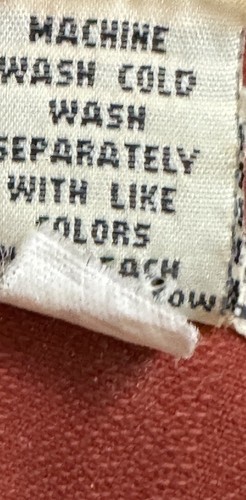 MACHINE
WASH COLD
WASH
SEPARATELY
WITH LIKE
COLORS